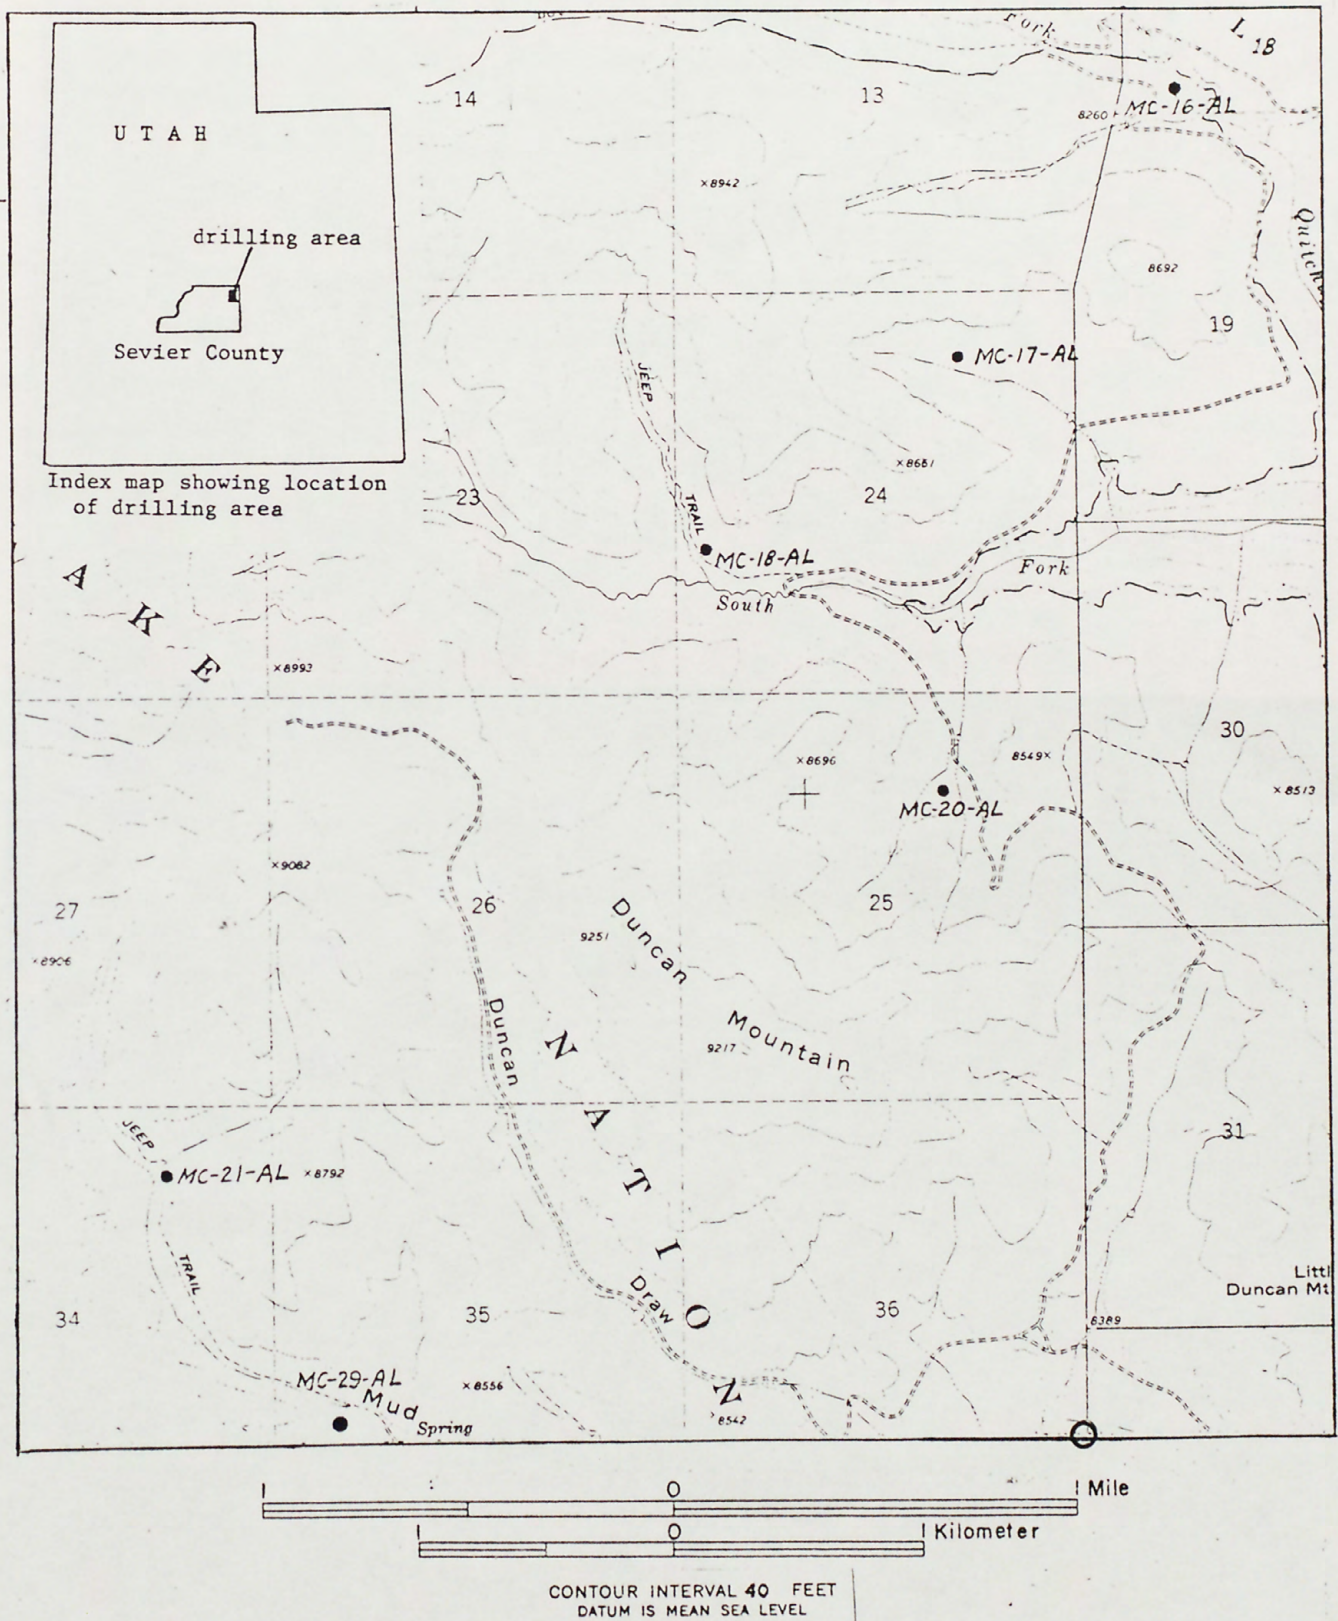 UTAH
drilling area
Sevier County
Index map showing location
of drilling area
Fork
L
18
14
13
8260
MC-16-AL
×8942
8692
19
MC-17-AL
JEEP
TRAIL
×8661
23
24
MC-18-AL
South
Fork
A
K
E
×8993
30
×8696
8549×
×8513
MC-20-AL
×9082
27
26
25
×8906
9251
Duncan
Mountain
9217
Duncan
Draw
N
A
T
I
O
N
JEEP
TRAIL
MC-21-AL
×8792
31
34
35
36
Duncan Mt
8389
MC-29-AL
Mud
Spring
×8556
8542
1 0 1 Mile
1 0 1 Kilometer
CONTOUR INTERVAL 40 FEET
DATUM IS MEAN SEA LEVEL